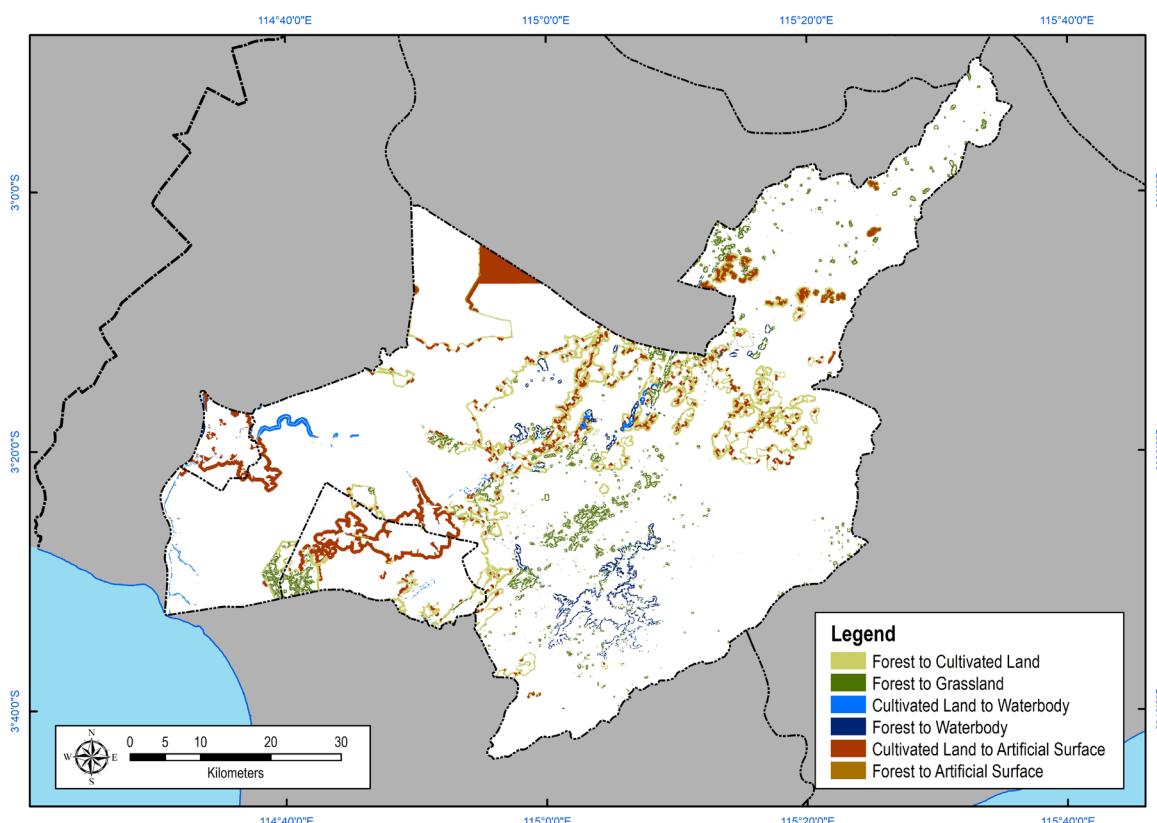 114°40'0"E 115°0'0"E 115°20'0"E 115°40'0"E
3°0'0"S
3°20'0"S
3°40'0"S
Legend
Forest to Cultivated Land
Forest to Grassland
Cultivated Land to Waterbody
Forest to Waterbody
Cultivated Land to Artificial Surface
Forest to Artificial Surface
N
W E
S
0 5 10 20 30
Kilometers
114°40'0"E 115°0'0"E 115°20'0"E 115°40'0"E